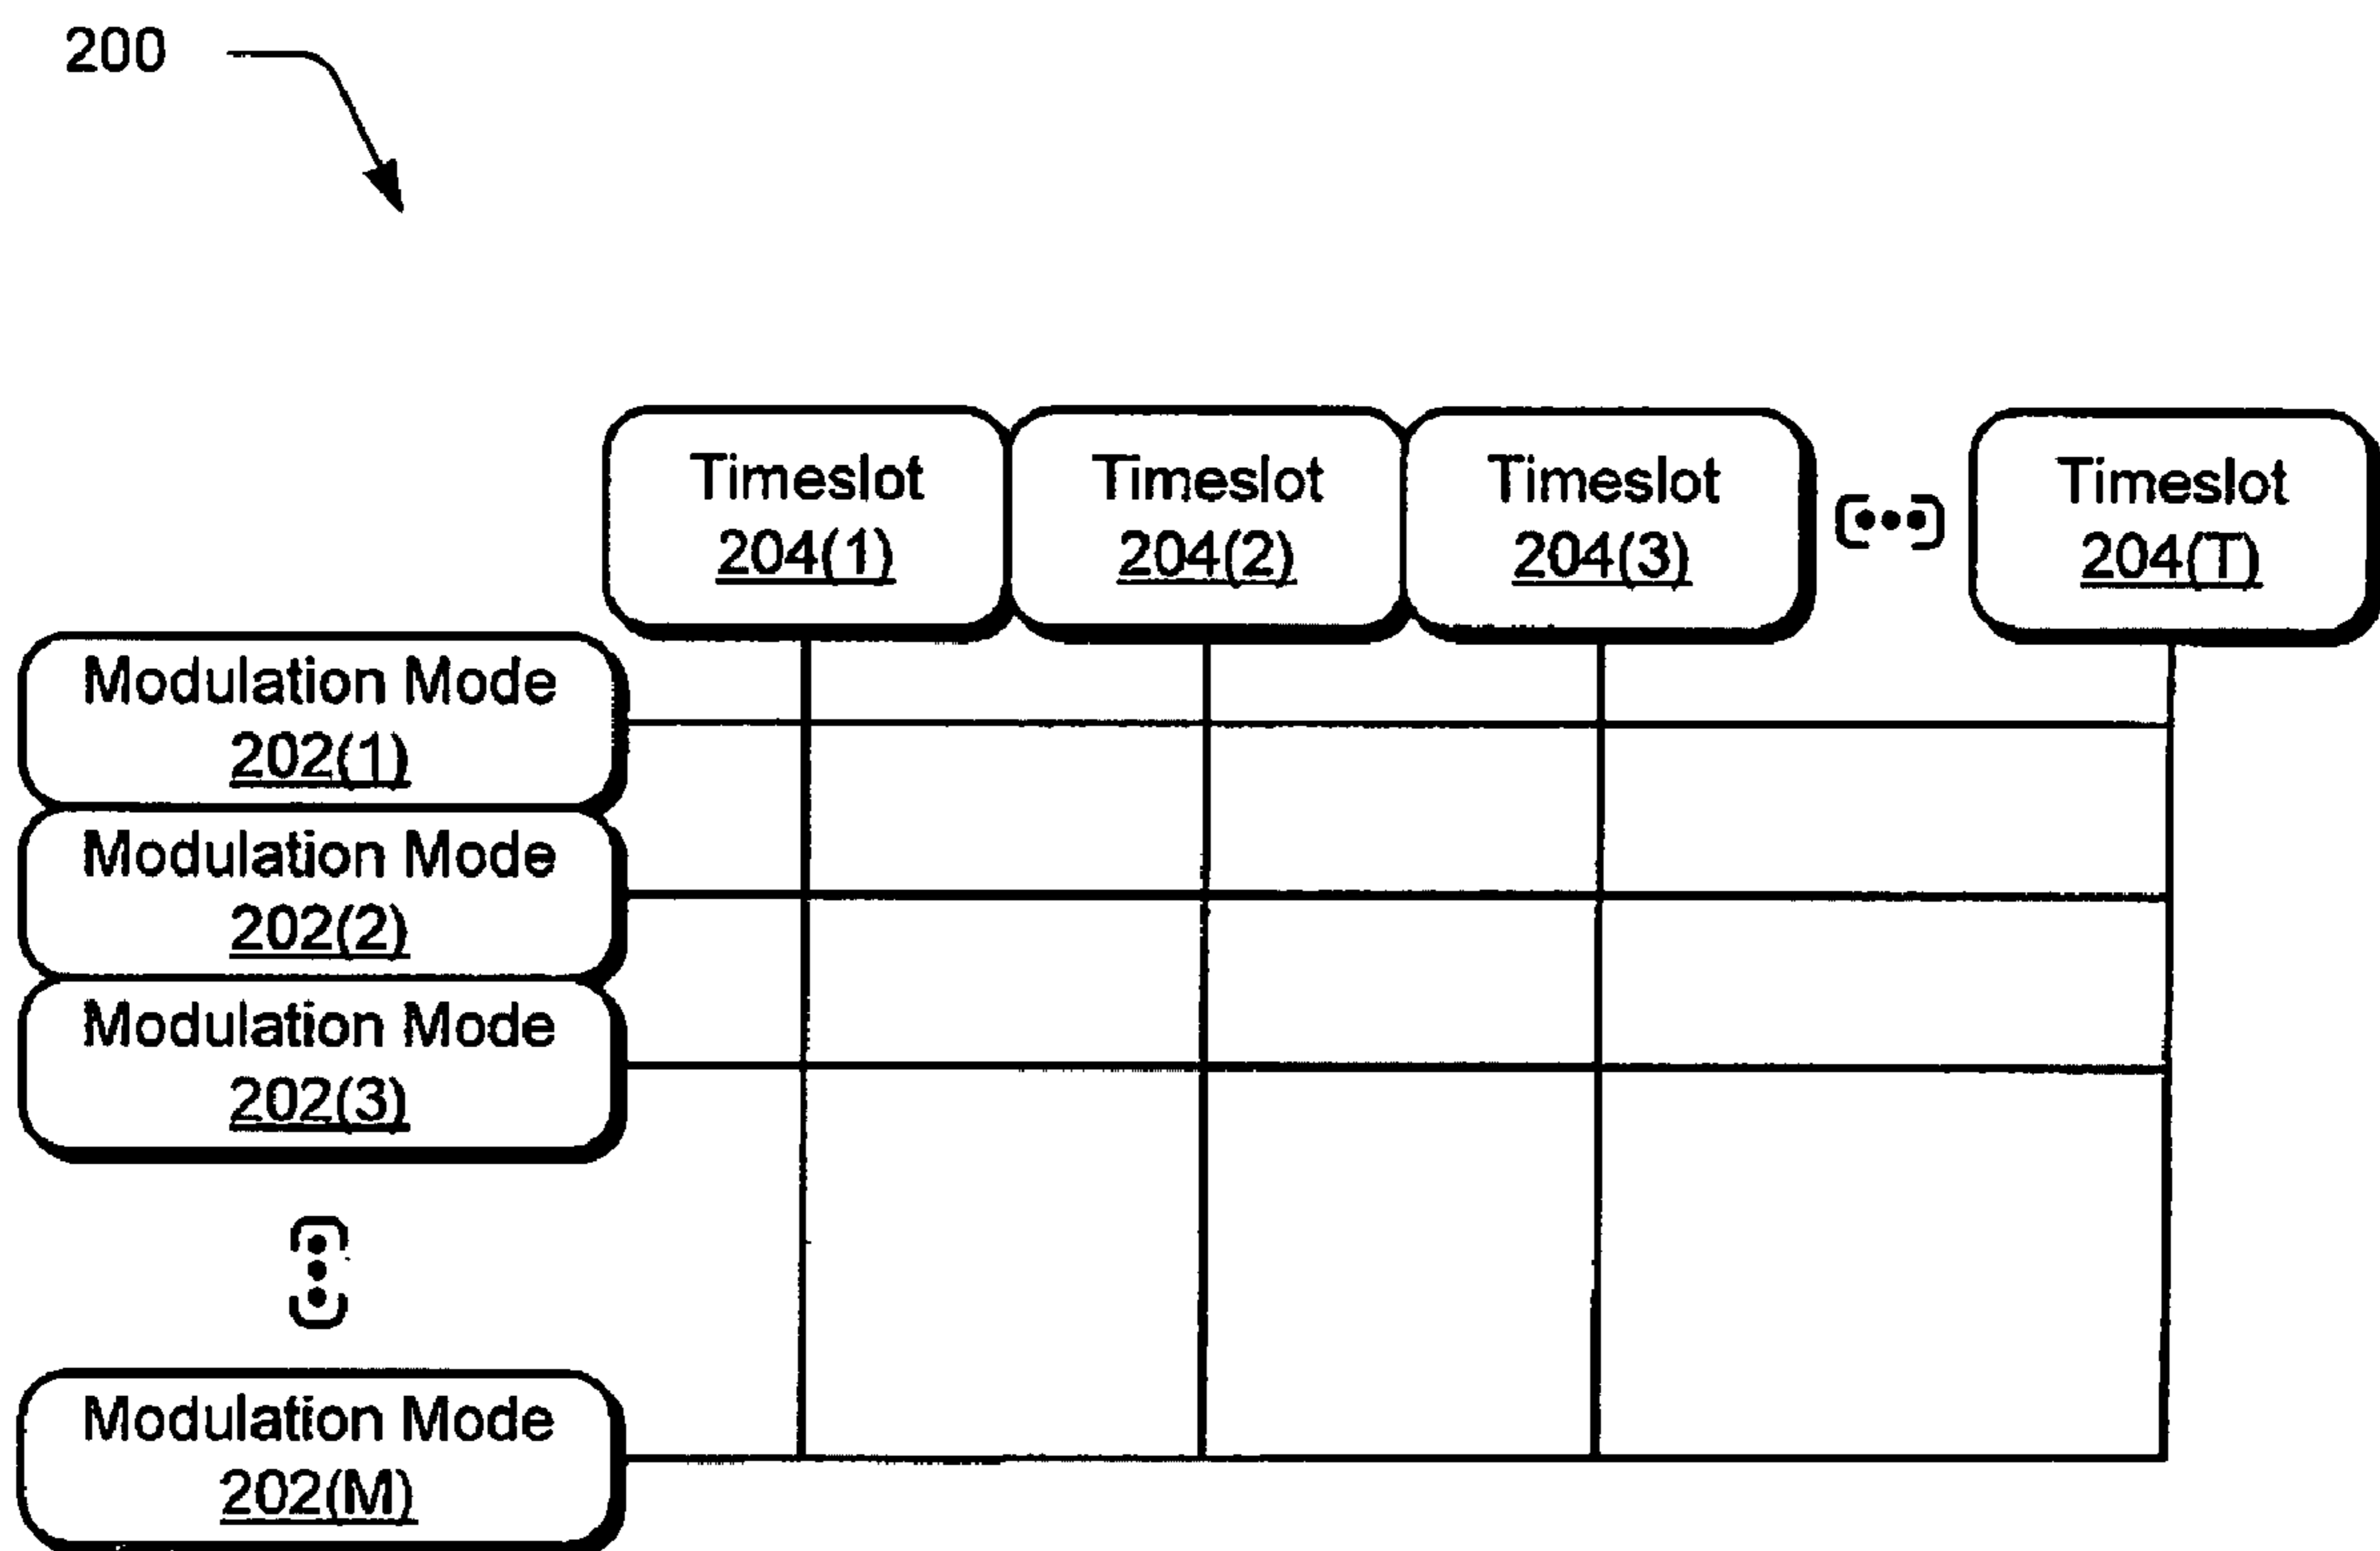 200
Timeslot
204(1)
Timeslot
204(2)
Timeslot
204(3)
Timeslot
204(T)
Modulation Mode
202(1)
Modulation Mode
202(2)
Modulation Mode
202(3)
Modulation Mode
202(M)